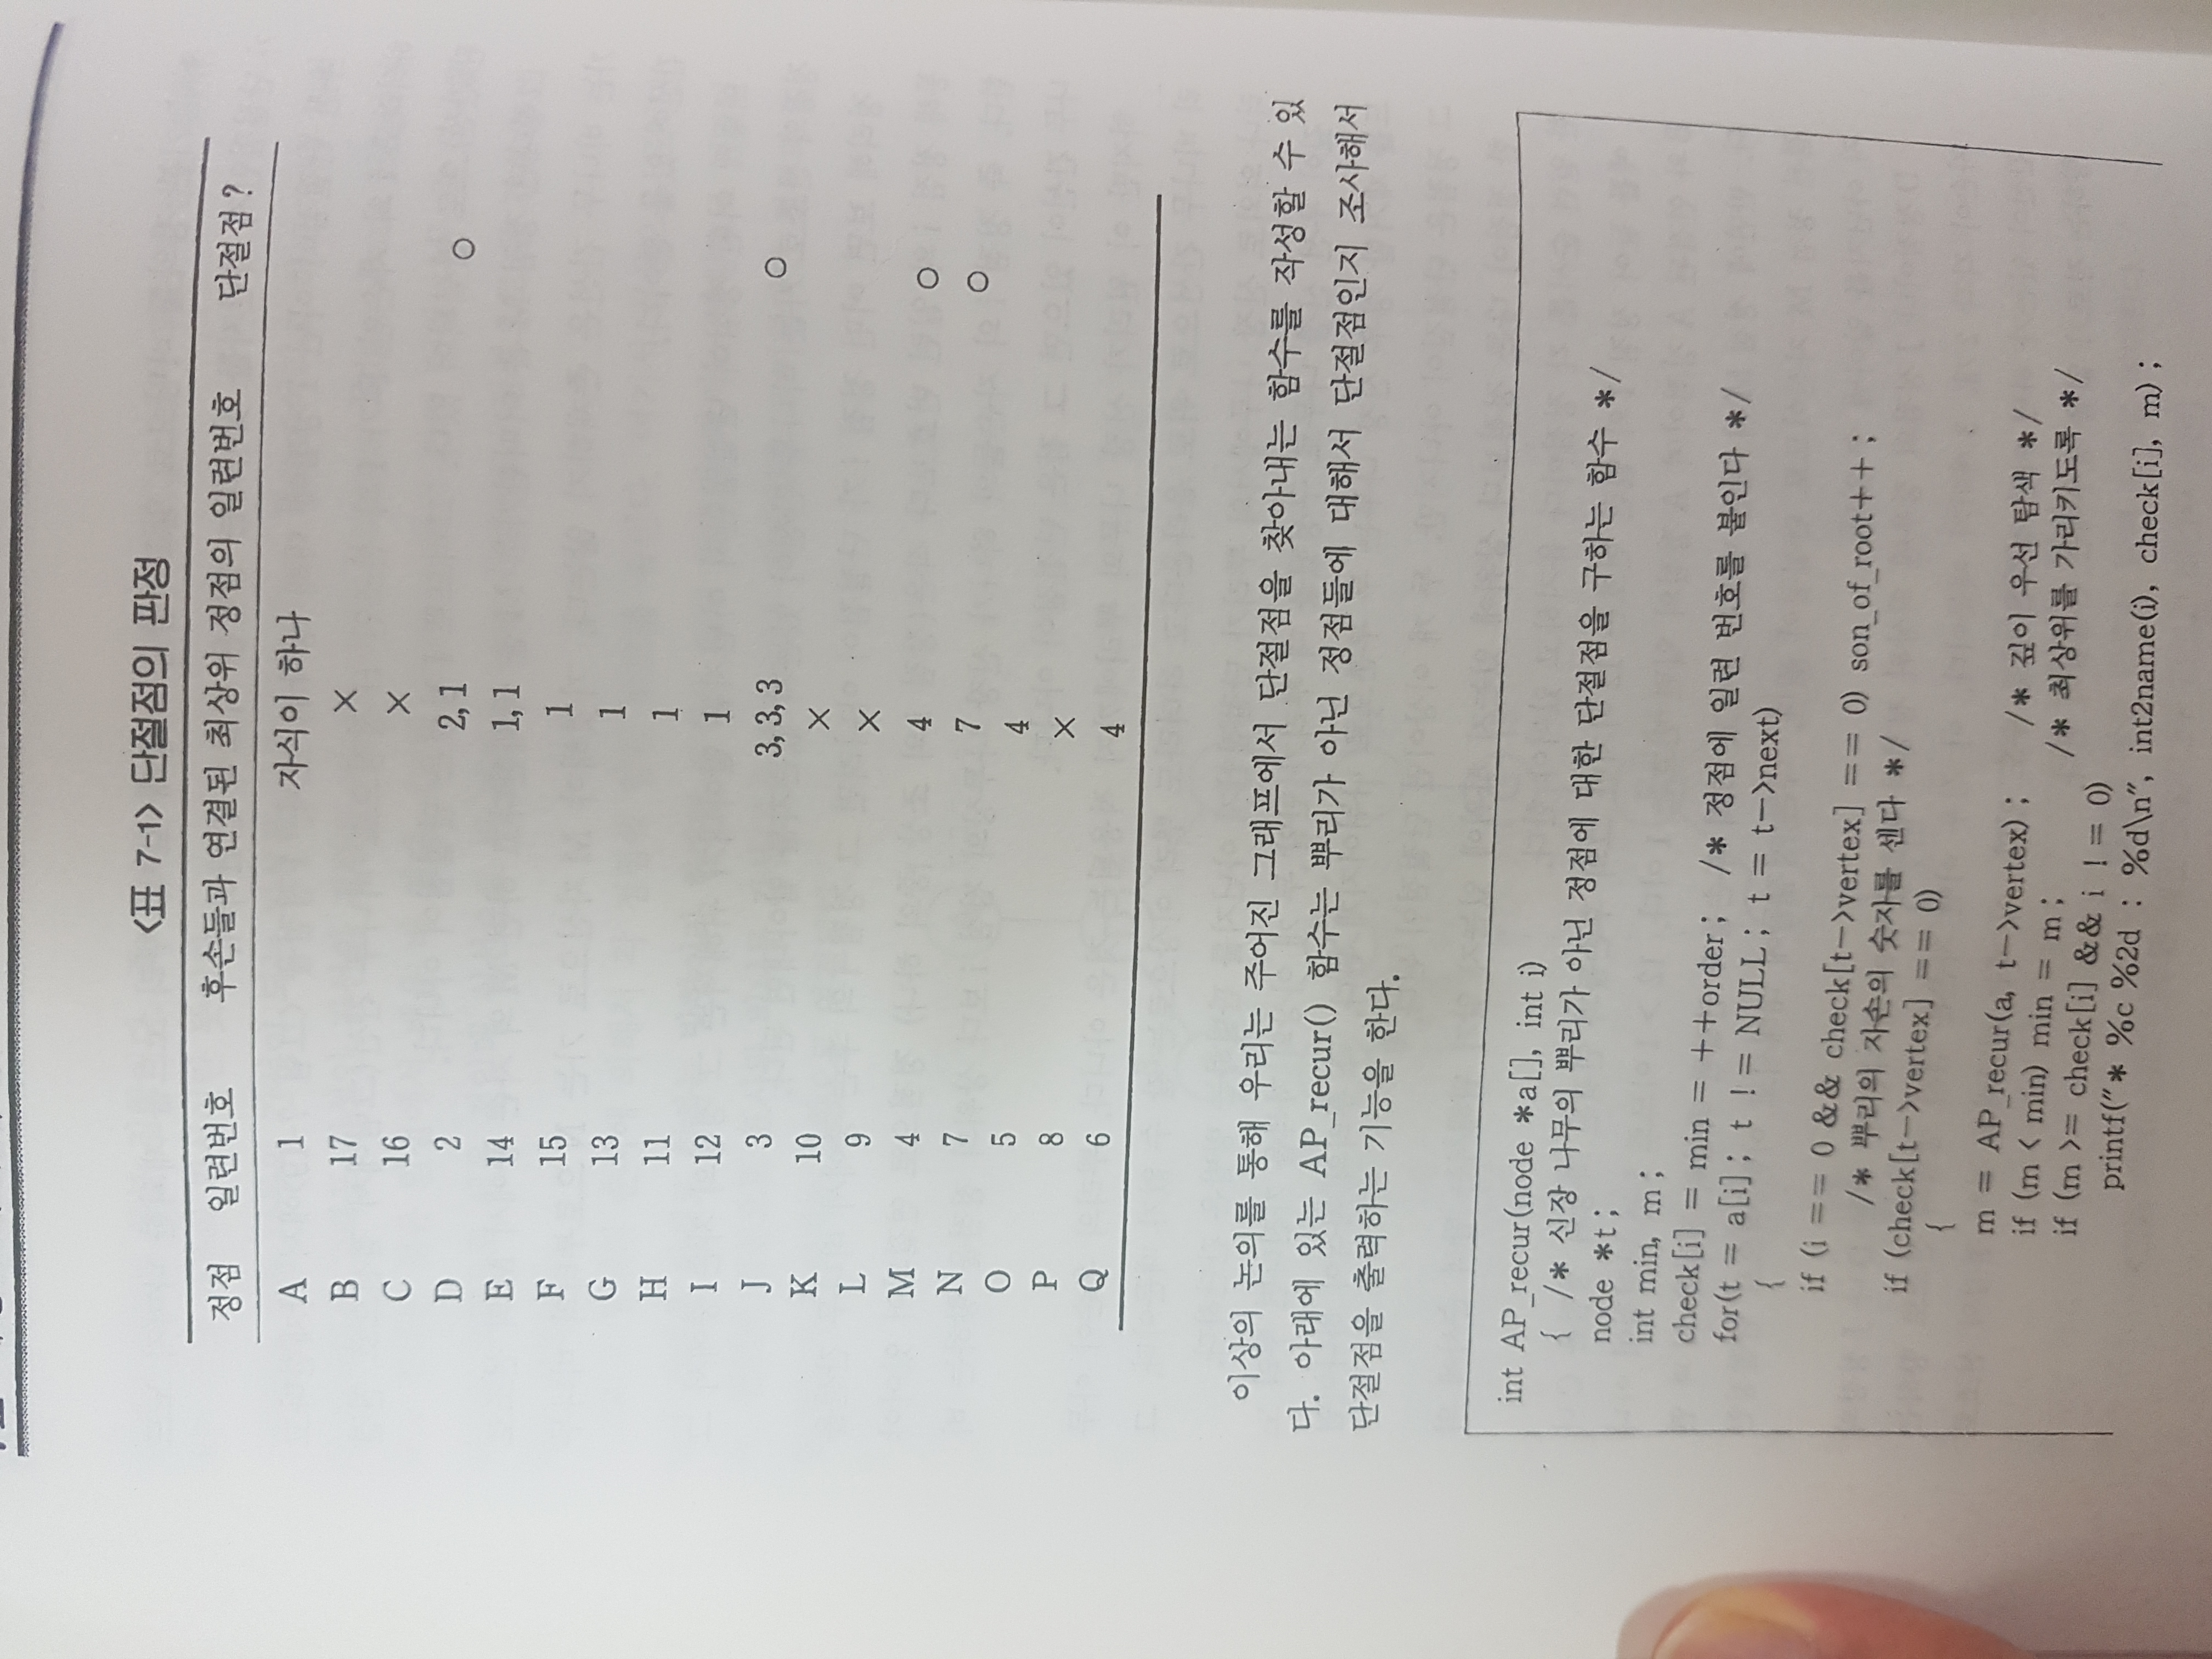 <표 7-1> 단절점의 판정
정점 일련번호 후손들과 연결된 최상위 정점의 일련번호 단절점?
A 1 자식이 하나
B 17 ×
C 16 ×
D 2 2, 1 ○
E 14 1, 1
F 15 1
G 13 1
H 11 1
I 12 1
J 3 3, 3, 3 ○
K 10 ×
L 9 ×
M 4 4 ○
N 7 7 ○
O 5 4
P 8 ×
Q 6 4
이상의 논의를 통해 우리는 주어진 그래프에서 단절점을 찾아내는 함수를 작성할 수 있
다. 아래에 있는 AP_recur() 함수는 뿌리가 아닌 정점들에 대해서 단절점인지 조사해서
단절점을 출력하는 기능을 한다.
int AP_recur(node *a[], int i)
{ /* 신장 나무의 뿌리가 아닌 정점에 대한 단절점을 구하는 함수 */
node *t;
int min, m;
check[i] = min = ++order; /* 정점에 일련 번호를 붙인다 */
for(t = a[i]; t != NULL; t = t->next)
{
if (i == 0 && check[t->vertex] == 0) son_of_root++;
/* 뿌리의 자손의 숫자를 센다 */
if (check[t->vertex] == 0)
{
m = AP_recur(a, t->vertex); /* 깊이 우선 탐색 */
if (m < min) min = m; /* 최상위를 가리키도록 */
if (m >= check[i] && i != 0)
printf("* %c %2d : %d\n", int2name(i), check[i], m);